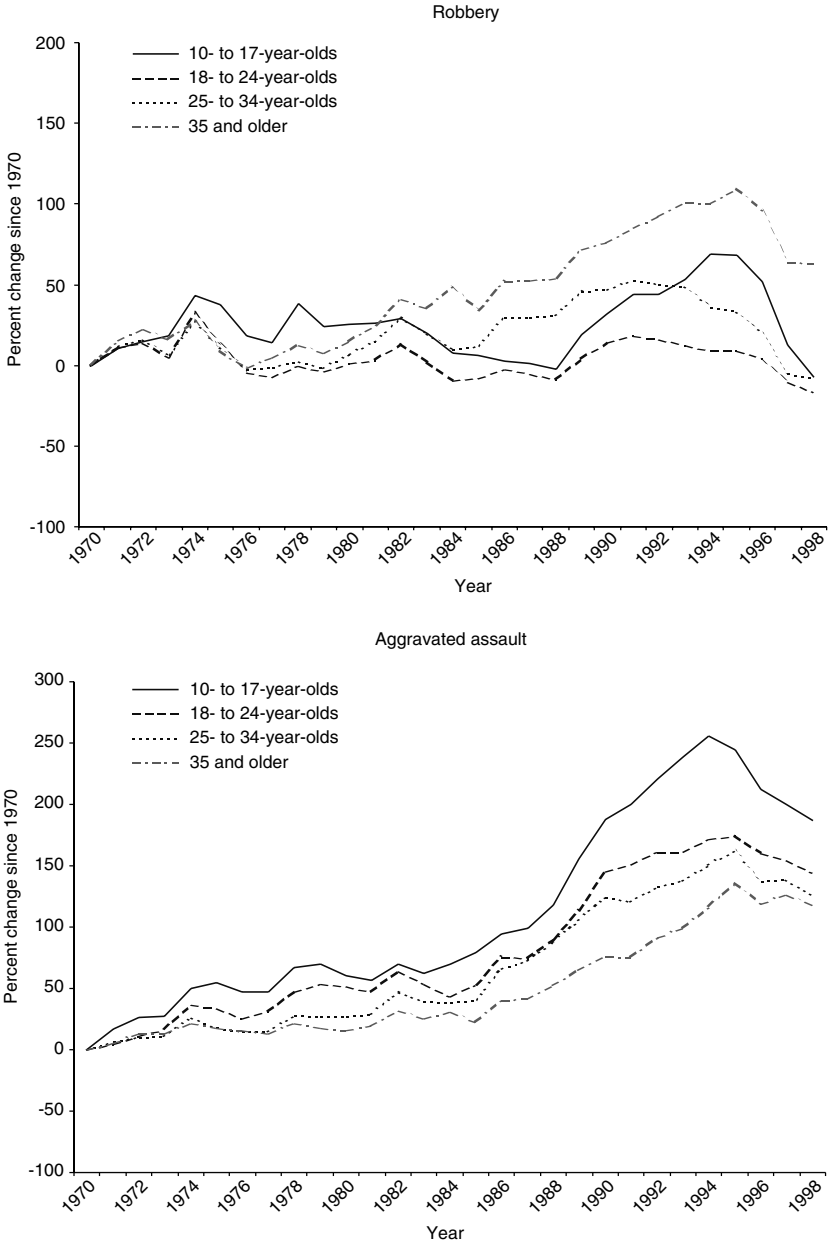 Robbery
200
150
100
50
0
-50
-100
Percent change since 1970
10- to 17-year-olds
18- to 24-year-olds
25- to 34-year-olds
35 and older
1970 1972 1974 1976 1978 1980 1982 1984 1986 1988 1990 1992 1994 1996 1998
Year
Aggravated assault
300
250
200
150
100
50
0
-50
-100
Percent change since 1970
10- to 17-year-olds
18- to 24-year-olds
25- to 34-year-olds
35 and older
1970 1972 1974 1976 1978 1980 1982 1984 1986 1988 1990 1992 1994 1996 1998
Year